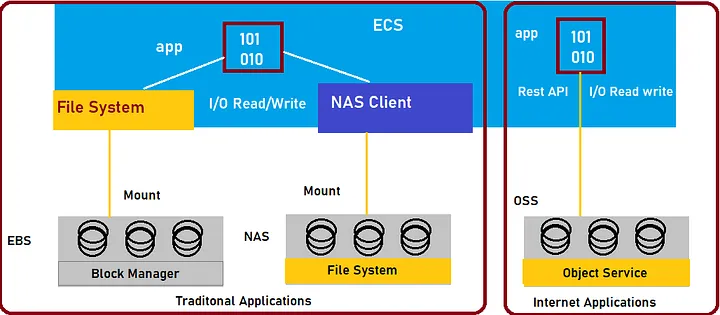 ECS
app
101
010
File System
I/O Read/Write
NAS Client
Mount
Mount
EBS
Block Manager
NAS
File System
Traditonal Applications
app
101
010
Rest API
I/O Read write
OSS
Object Service
Internet Applications